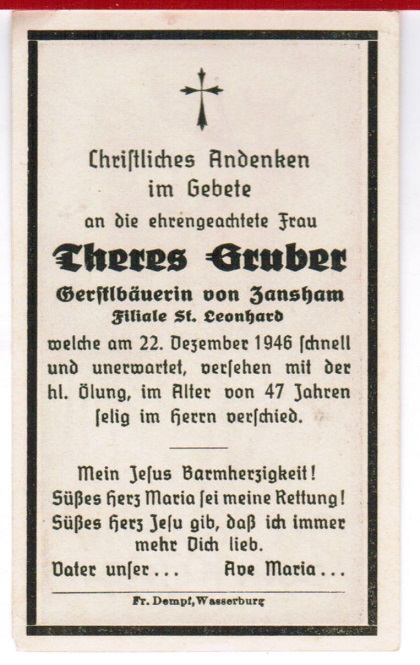 Christliches Andenken
im Gebete
an die ehrengeachtete Frau
Theres Gruber
Gerstlbäuerin von Zansham
Filiale St. Leonhard
welche am 22. Dezember 1946 schnell
und unerwartet, versehen mit der
hl. Ölung, im Alter von 47 Jahren
selig im Herrn verschied.
Mein Jesus Barmherzigkeit!
Süßes Herz Maria sei meine Rettung!
Süßes Herz Jesu gib, daß ich immer
mehr Dich lieb.
Vater unser... Ave Maria...
Fr. Dempf, Wasserburg